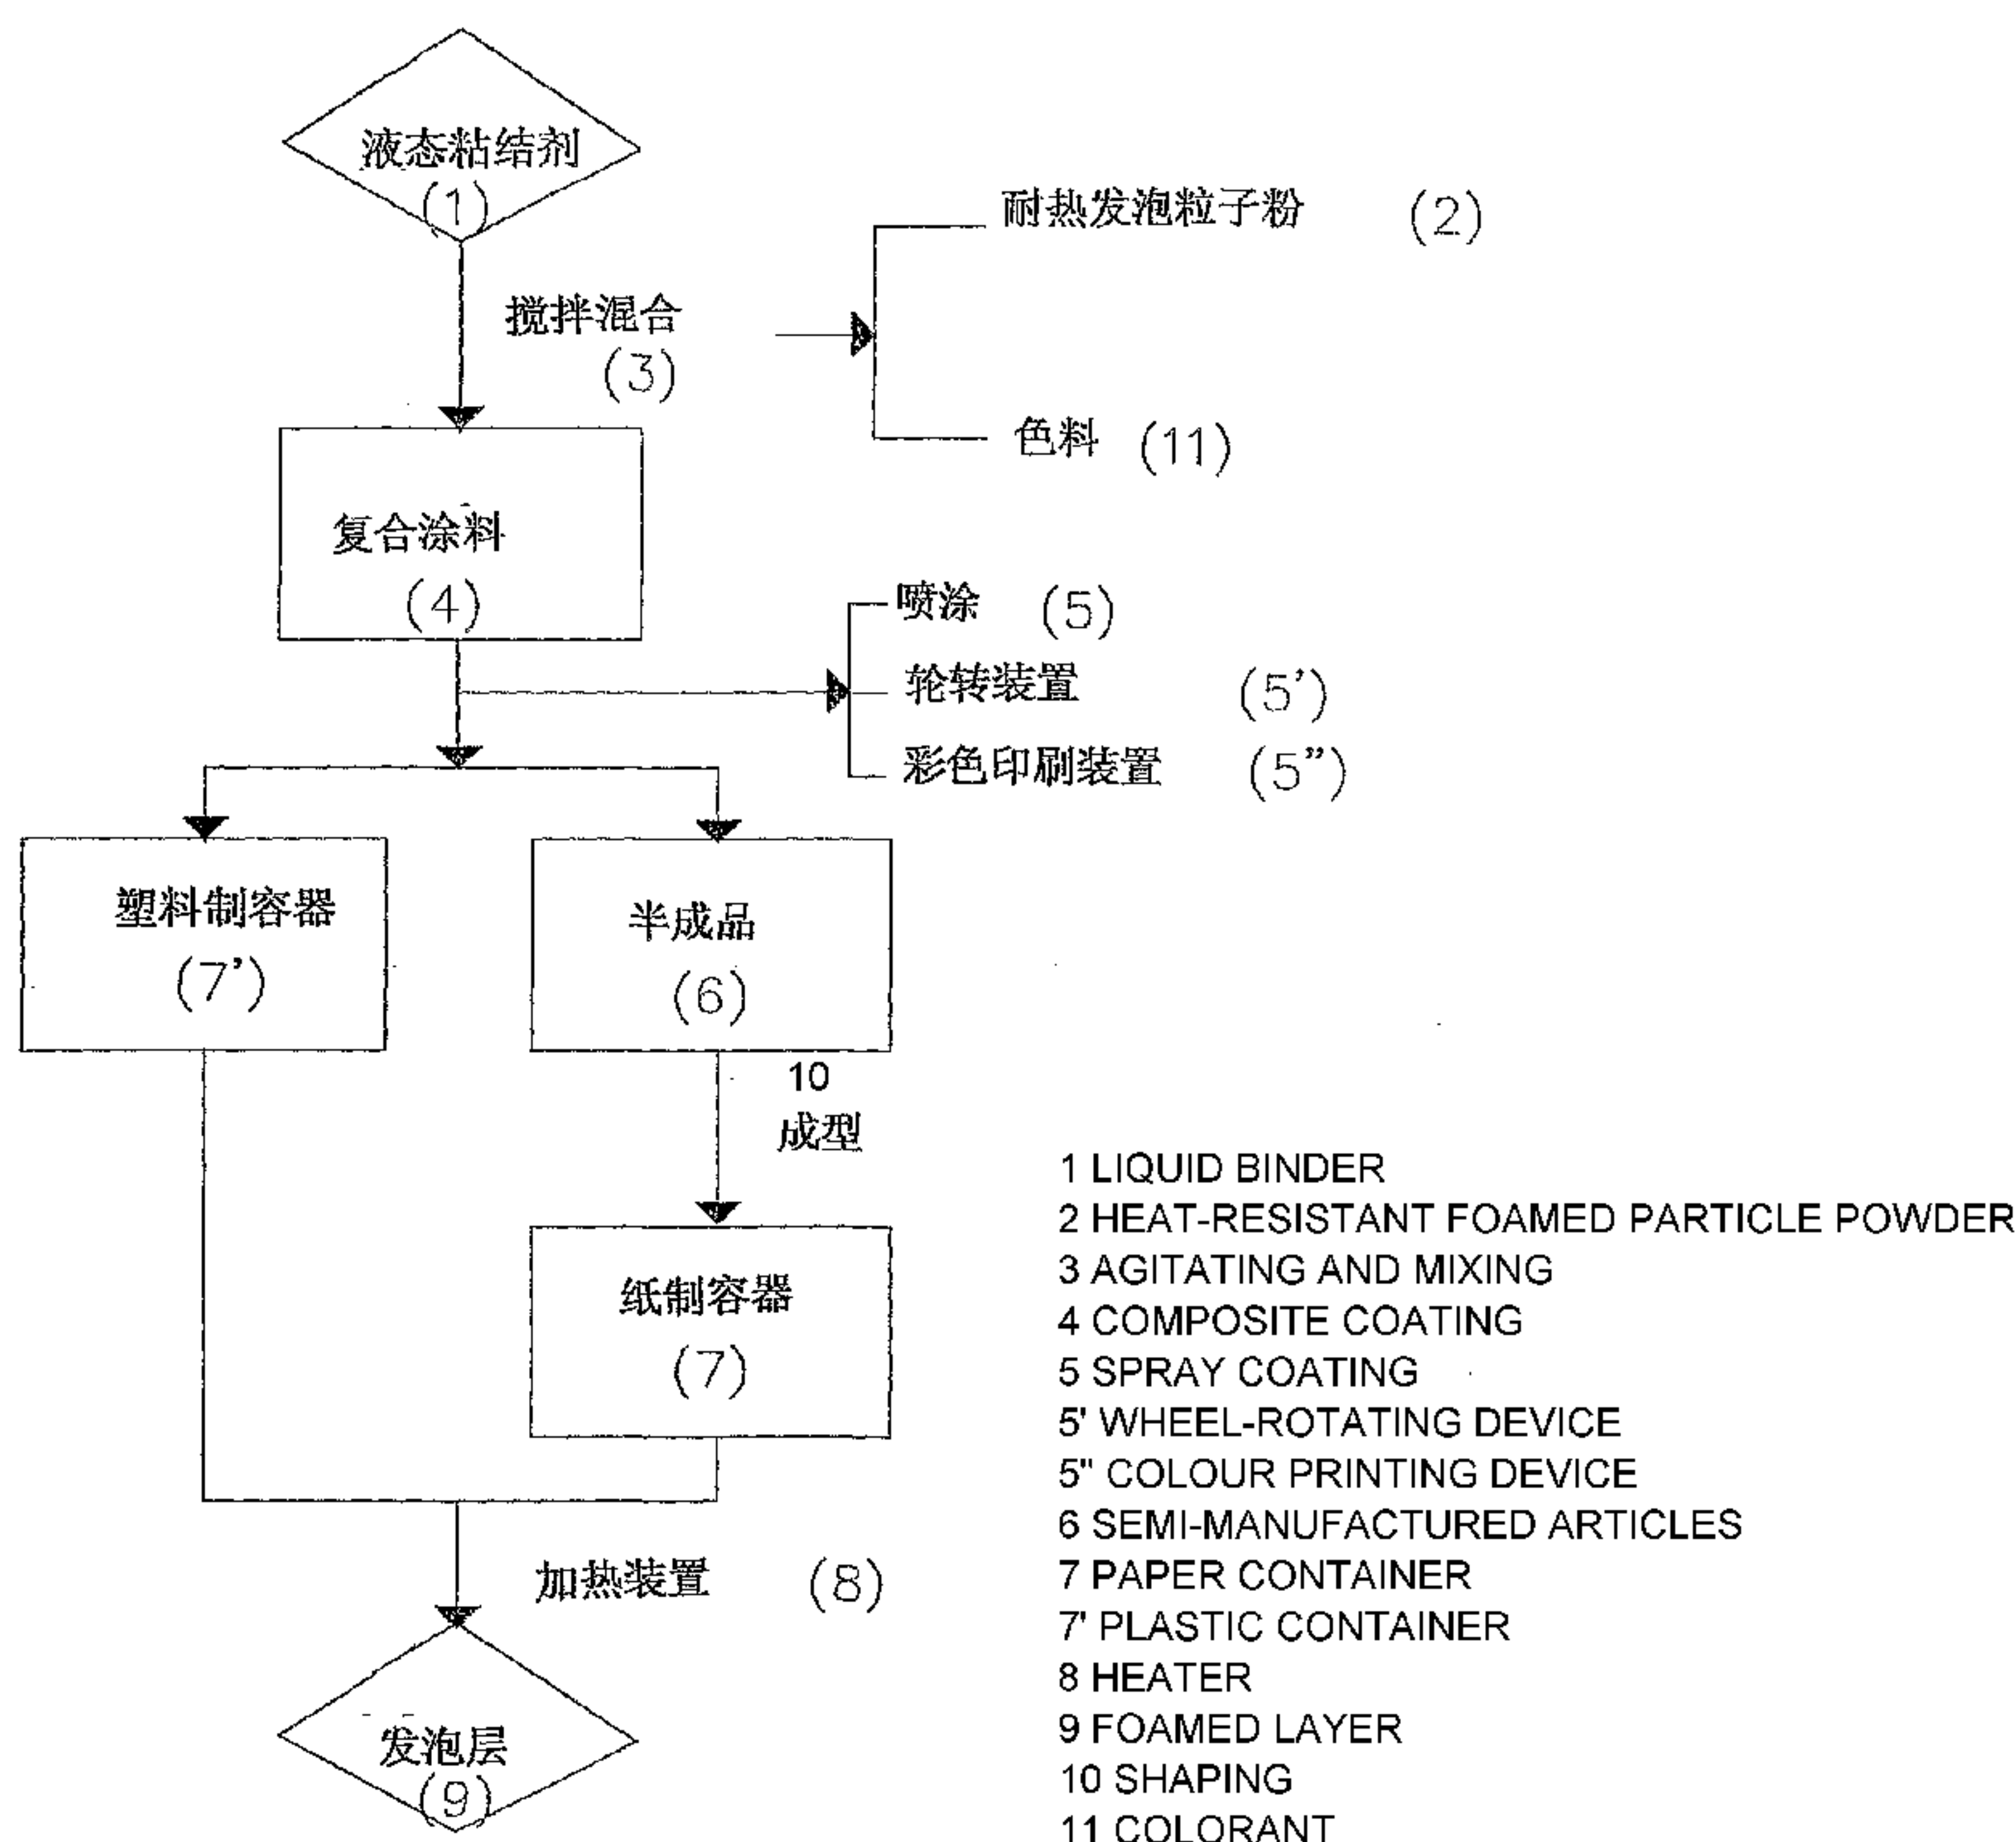 液态粘结剂
(1)
耐热发泡粒子粉 (2)
搅拌混合
(3)
色料 (11)
复合涂料
(4)
喷涂 (5)
轮转装置 (5')
彩色印刷装置 (5”)
塑料制容器
(7')
半成品
(6)
10
成型
纸制容器
(7)
加热装置 (8)
发泡层
(9)
1 LIQUID BINDER
2 HEAT-RESISTANT FOAMED PARTICLE POWDER
3 AGITATING AND MIXING
4 COMPOSITE COATING
5 SPRAY COATING
5' WHEEL-ROTATING DEVICE
5" COLOUR PRINTING DEVICE
6 SEMI-MANUFACTURED ARTICLES
7 PAPER CONTAINER
7' PLASTIC CONTAINER
8 HEATER
9 FOAMED LAYER
10 SHAPING
11 COLORANT